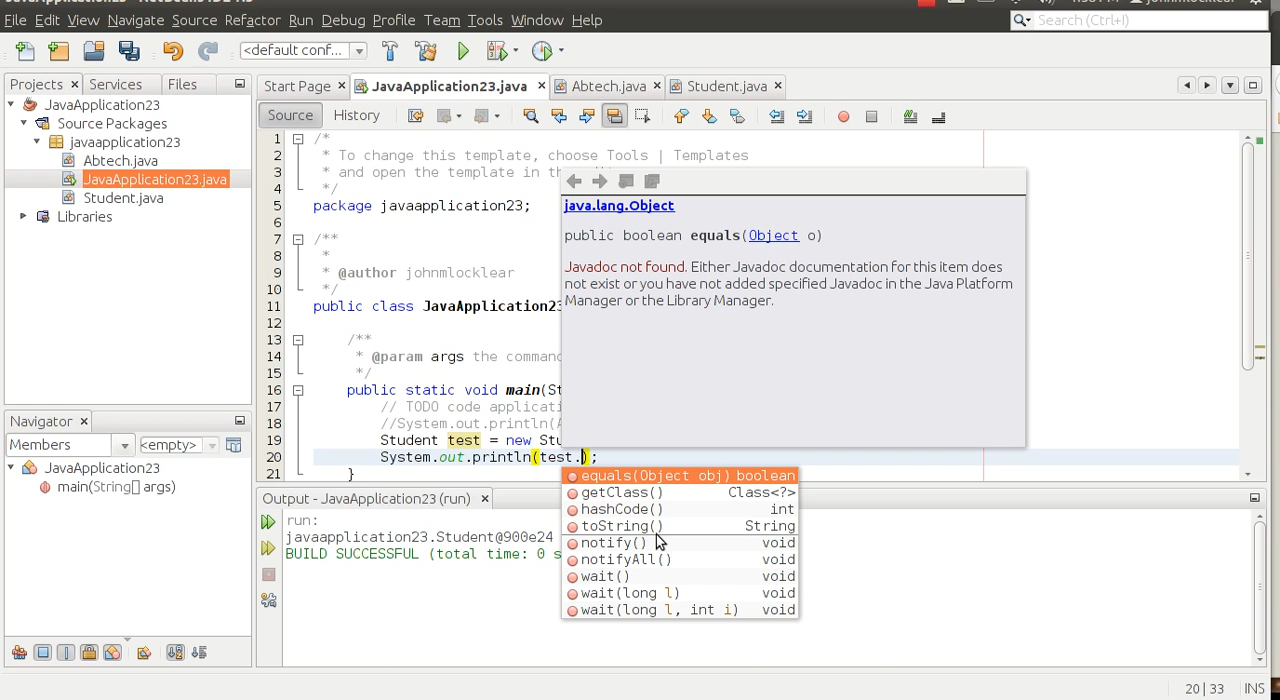 File Edit View Navigate Source Refactor Run Debug Profile Team Tools Window Help
Search (Ctrl+I)
<default conf...
Projects Services Files
Start Page JavaApplication23.java Abtech.java Student.java
Source History
JavaApplication23
Source Packages
javaapplication23
Abtech.java
JavaApplication23.java
Student.java
Libraries
Navigator
Members <empty>
JavaApplication23
main(String[] args)
1 /*
2 * To change this template, choose Tools | Templates
3 * and open the template in th
4 */
5 package javaapplication23;
6
7 /**
8 *
9 * @author johnmlocklear
10 */
11 public class JavaApplication23
12
13 /**
14 * @param args the comman
15 */
16 public static void main(St
17 // TODO code applicati
18 //System.out.println(
19 Student test = new Stu
20 System.out.println(test.);
21 }
java.lang.Object
public boolean equals(Object o)
Javadoc not found. Either Javadoc documentation for this item does
not exist or you have not added specified Javadoc in the Java Platform
Manager or the Library Manager.
equals(Object obj) boolean
getClass() Class<?>
hashCode() int
toString() String
notify() void
notifyAll() void
wait() void
wait(long l) void
wait(long l, int i) void
Output - JavaApplication23 (run)
run:
javaapplication23.Student@900e24
BUILD SUCCESSFUL (total time: 0 s
20|33 INS